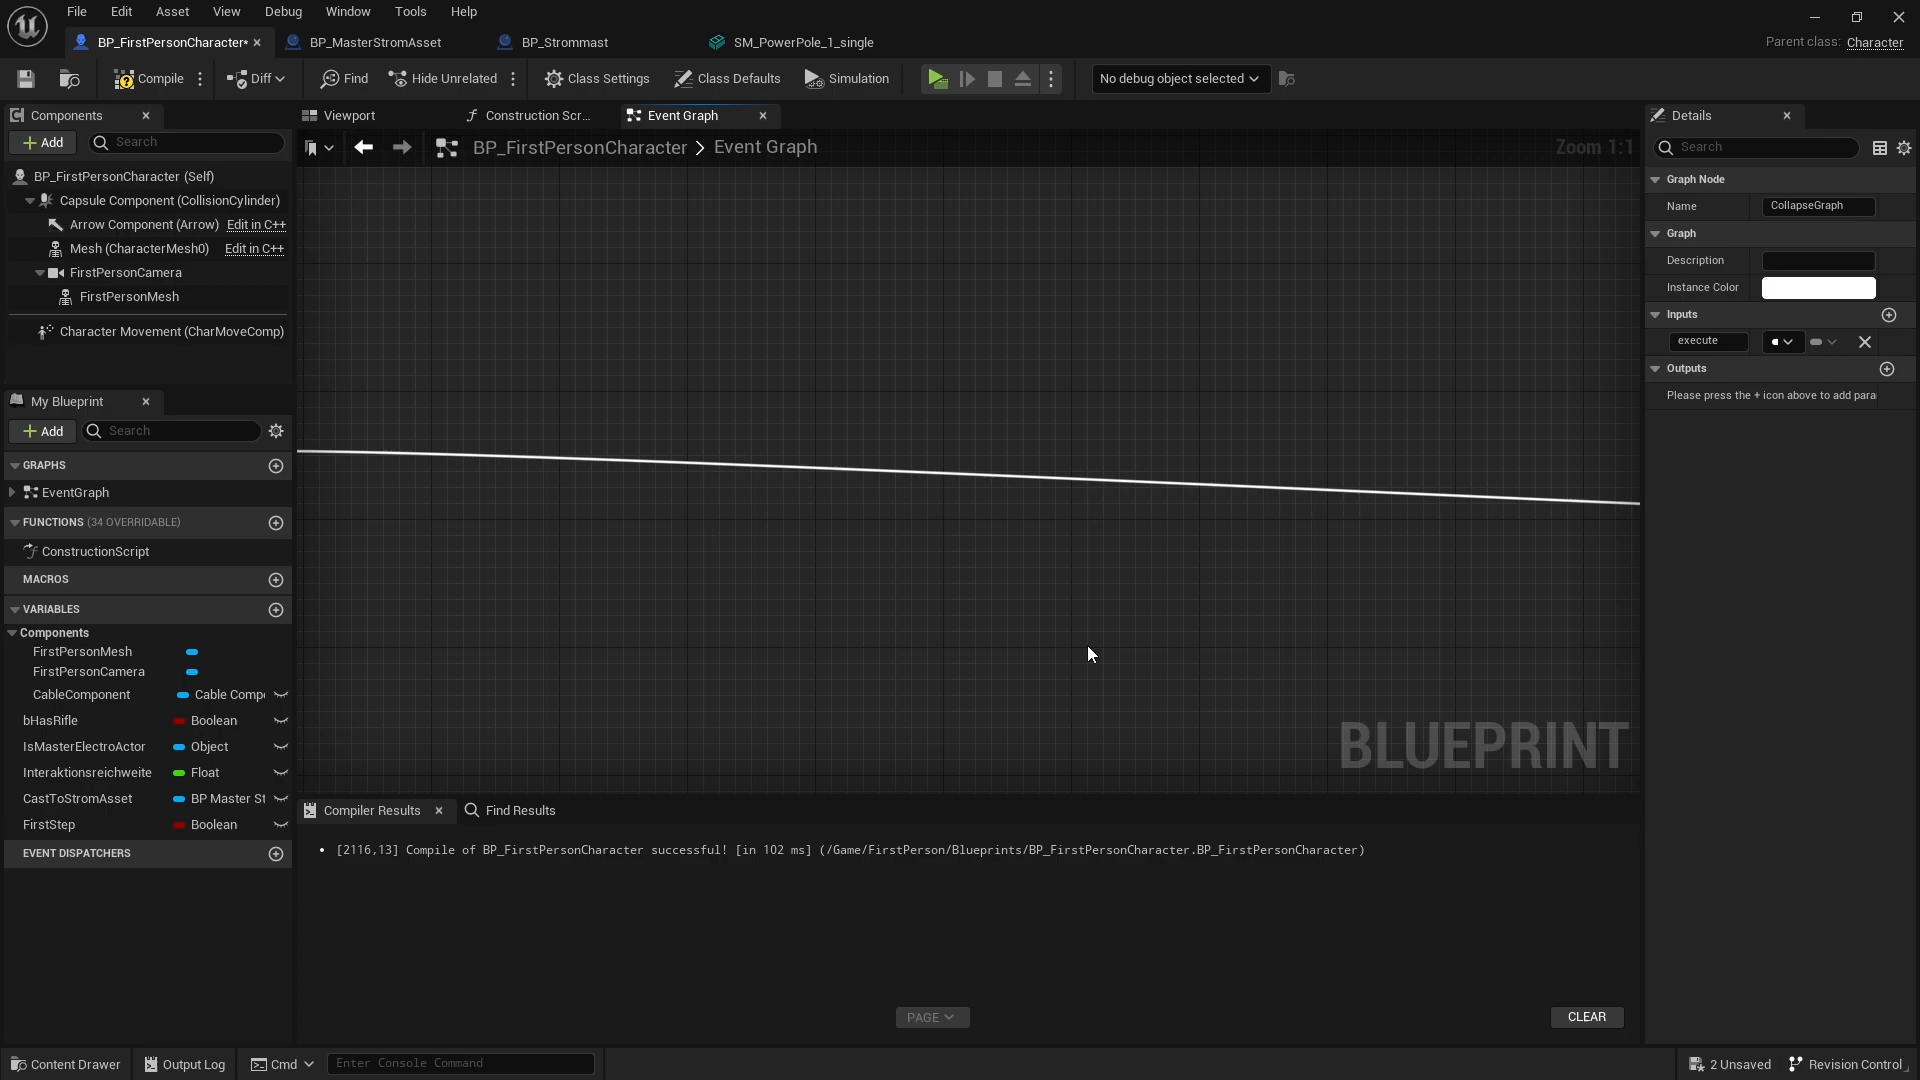 File Edit Asset View Debug Window Tools Help
BP_FirstPersonCharacter* BP_MasterStromAsset BP_Strommast SM_PowerPole_1_single Parent class: Character
Compile Diff Find Hide Unrelated Class Settings Class Defaults Simulation No debug object selected
Components
Add Search
BP_FirstPersonCharacter (Self)
Capsule Component (CollisionCylinder)
Arrow Component (Arrow) Edit in C++
Mesh (CharacterMesh0) Edit in C++
FirstPersonCamera
FirstPersonMesh
Character Movement (CharMoveComp)
My Blueprint
Add Search
GRAPHS
EventGraph
FUNCTIONS (34 OVERRIDABLE)
ConstructionScript
MACROS
VARIABLES
Components
FirstPersonMesh
FirstPersonCamera
CableComponent Cable Comp
bHasRifle Boolean
IsMasterElectroActor Object
Interaktionsreichweite Float
CastToStromAsset BP Master St
FirstStep Boolean
EVENT DISPATCHERS
Viewport Construction Scr... Event Graph
BP_FirstPersonCharacter > Event Graph Zoom 1:1
BLUEPRINT
Compiler Results Find Results
[2116,13] Compile of BP_FirstPersonCharacter successful! [in 102 ms] (/Game/FirstPerson/Blueprints/BP_FirstPersonCharacter.BP_FirstPersonCharacter)
PAGE CLEAR
Details
Search
Graph Node
Name CollapseGraph
Graph
Description
Instance Color
Inputs
execute
Outputs
Please press the + icon above to add para
Content Drawer Output Log Cmd Enter Console Command 2 Unsaved Revision Control